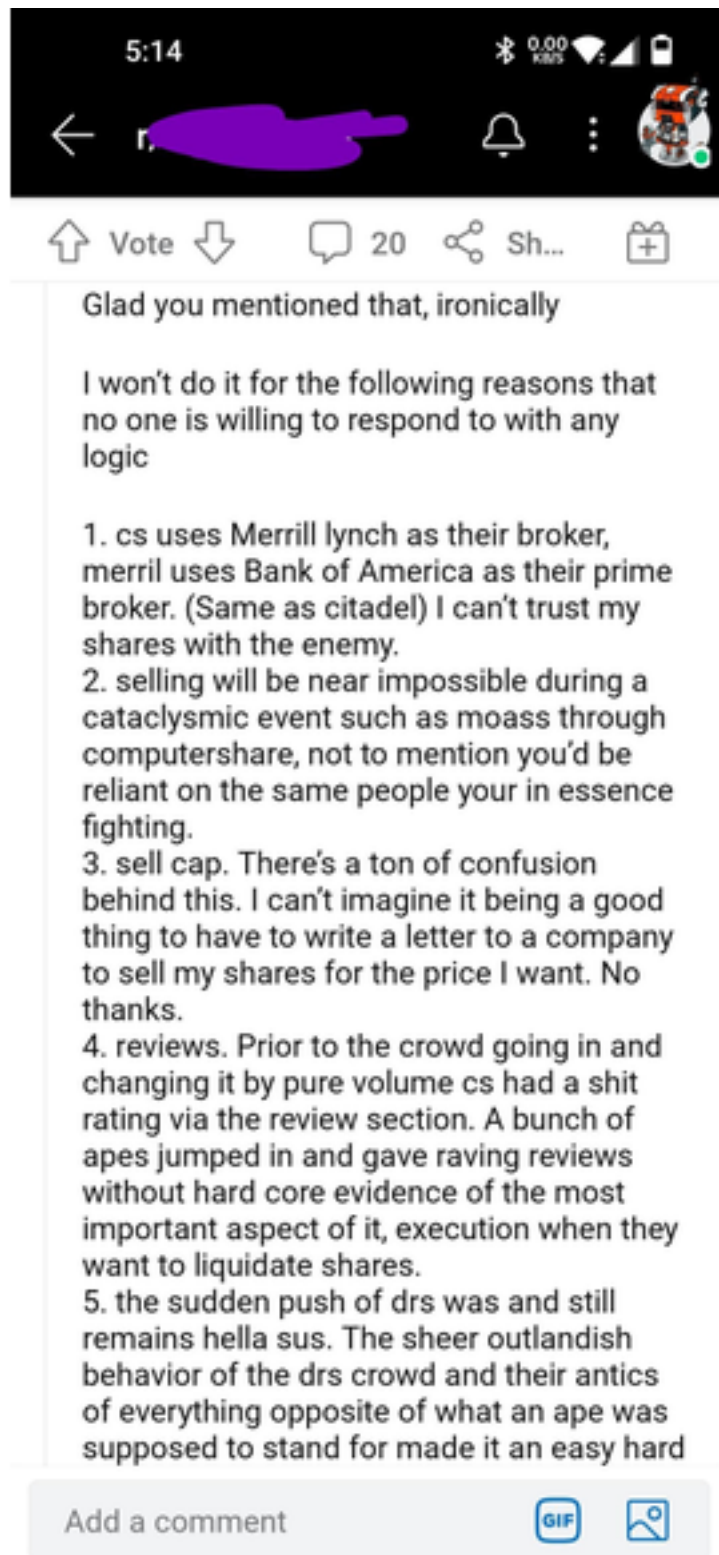 5:14
0.00
KB/S
r/
Vote
20
Sh...
Glad you mentioned that, ironically
I won't do it for the following reasons that
no one is willing to respond to with any
logic
1. cs uses Merrill lynch as their broker,
merril uses Bank of America as their prime
broker. (Same as citadel) I can't trust my
shares with the enemy.
2. selling will be near impossible during a
cataclysmic event such as moass through
computershare, not to mention you'd be
reliant on the same people your in essence
fighting.
3. sell cap. There's a ton of confusion
behind this. I can't imagine it being a good
thing to have to write a letter to a company
to sell my shares for the price I want. No
thanks.
4. reviews. Prior to the crowd going in and
changing it by pure volume cs had a shit
rating via the review section. A bunch of
apes jumped in and gave raving reviews
without hard core evidence of the most
important aspect of it, execution when they
want to liquidate shares.
5. the sudden push of drs was and still
remains hella sus. The sheer outlandish
behavior of the drs crowd and their antics
of everything opposite of what an ape was
supposed to stand for made it an easy hard
Add a comment
GIF